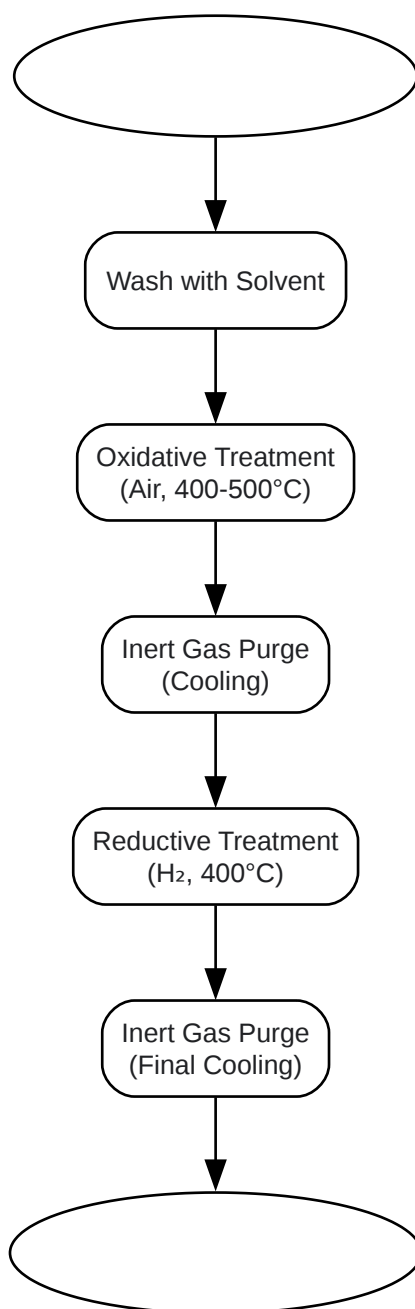 Wash with Solvent
Oxidative Treatment
(Air, 400-500°C)
Inert Gas Purge
(Cooling)
Reductive Treatment
(H₂, 400°C)
Inert Gas Purge
(Final Cooling)